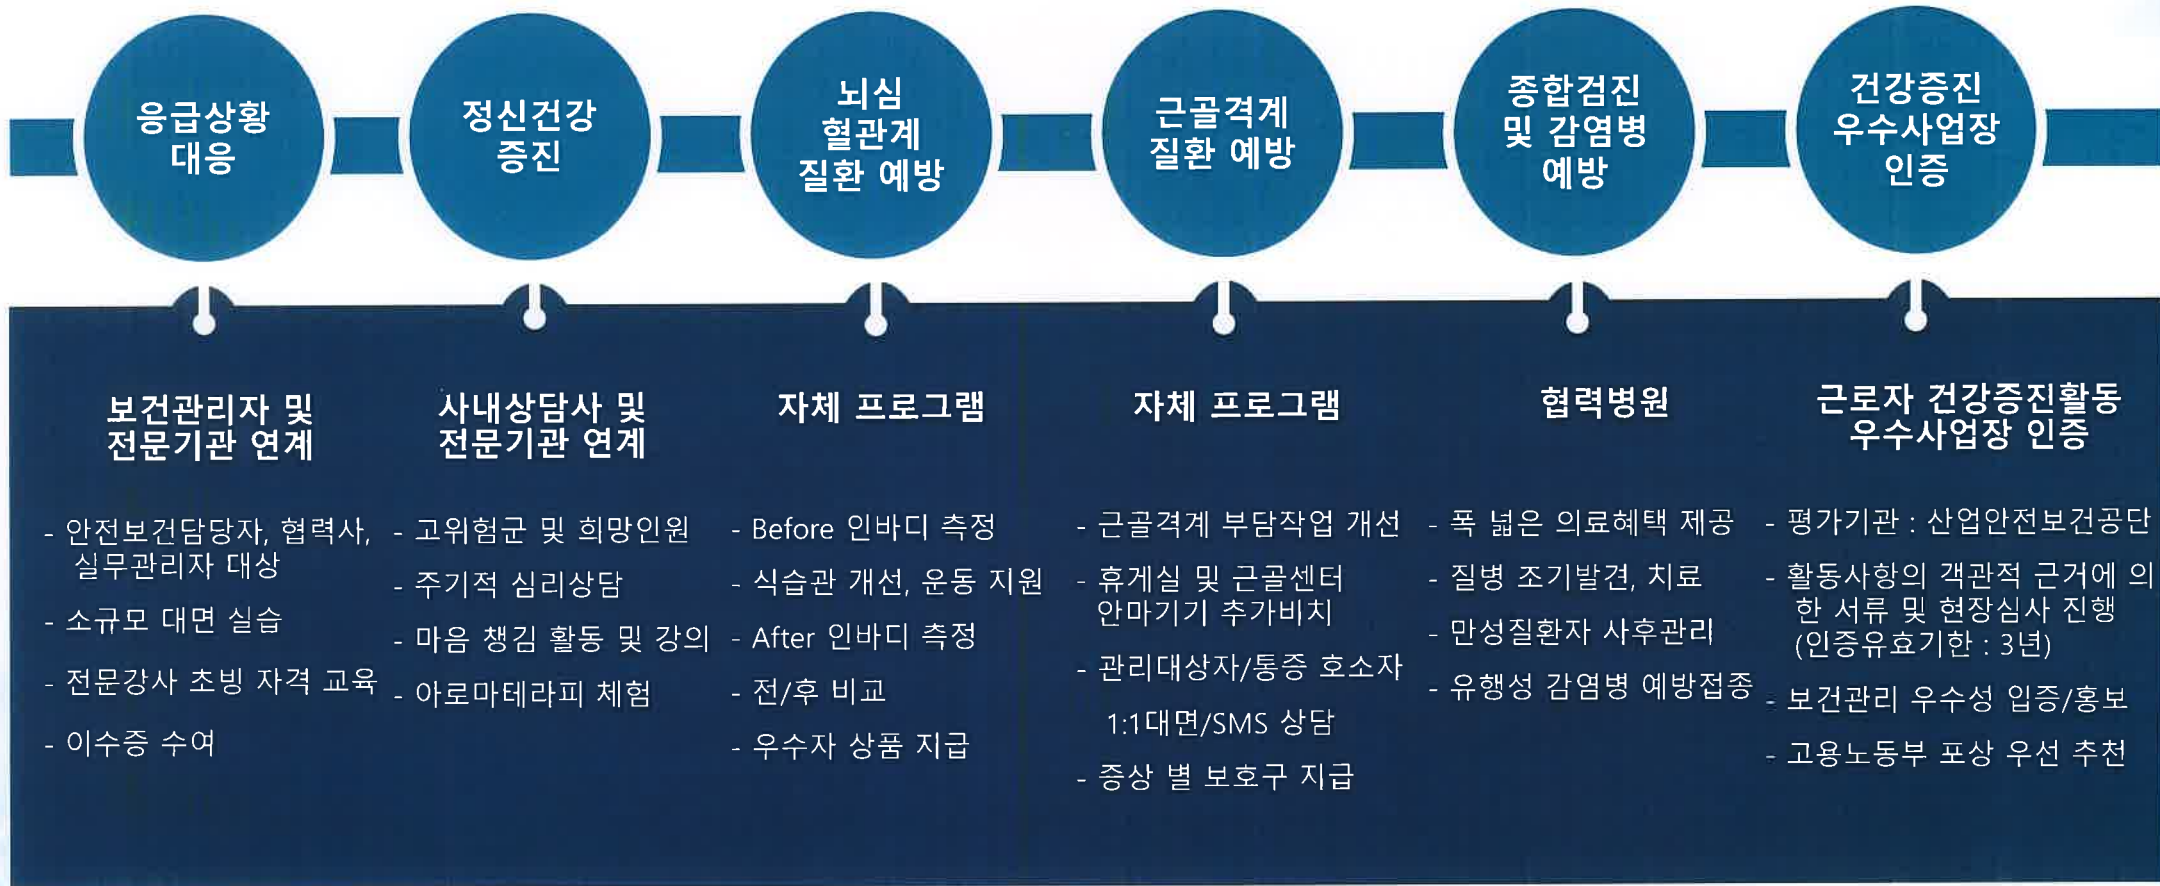 응급상황
대응
정신건강
증진
뇌심
혈관계
질환 예방
근골격계
질환 예방
종합검진
및 감염병
예방
건강증진
우수사업장
인증
보건관리자 및
전문기관 연계
- 안전보건담당자, 협력사,
실무관리자 대상
- 소규모 대면 실습
- 전문강사 초빙 자격 교육
- 이수증 수여
사내상담사 및
전문기관 연계
- 고위험군 및 희망인원
- 주기적 심리상담
- 마음 챙김 활동 및 강의
- 아로마테라피 체험
자체 프로그램
- Before 인바디 측정
- 식습관 개선, 운동 지원
- After 인바디 측정
- 전/후 비교
- 우수자 상품 지급
자체 프로그램
- 근골격계 부담작업 개선
- 휴게실 및 근골센터
안마기기 추가비치
- 관리대상자/통증 호소자
1:1대면/SMS 상담
- 증상 별 보호구 지급
협력병원
- 폭 넓은 의료혜택 제공
- 질병 조기발견, 치료
- 만성질환자 사후관리
- 유행성 감염병 예방접종
근로자 건강증진활동
우수사업장 인증
- 평가기관 : 산업안전보건공단
- 활동사항의 객관적 근거에 의
한 서류 및 현장심사 진행
(인증유효기한 : 3년)
- 보건관리 우수성 입증/홍보
- 고용노동부 포상 우선 추천